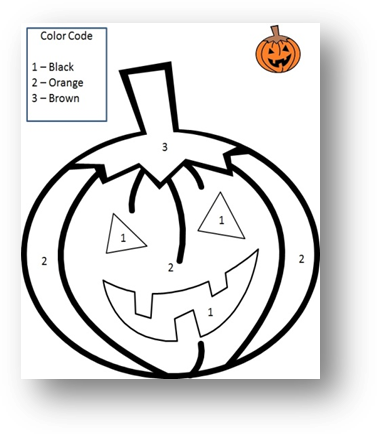 Color Code
1 – Black
2 – Orange
3 – Brown
3
1
1
2
2
2
1